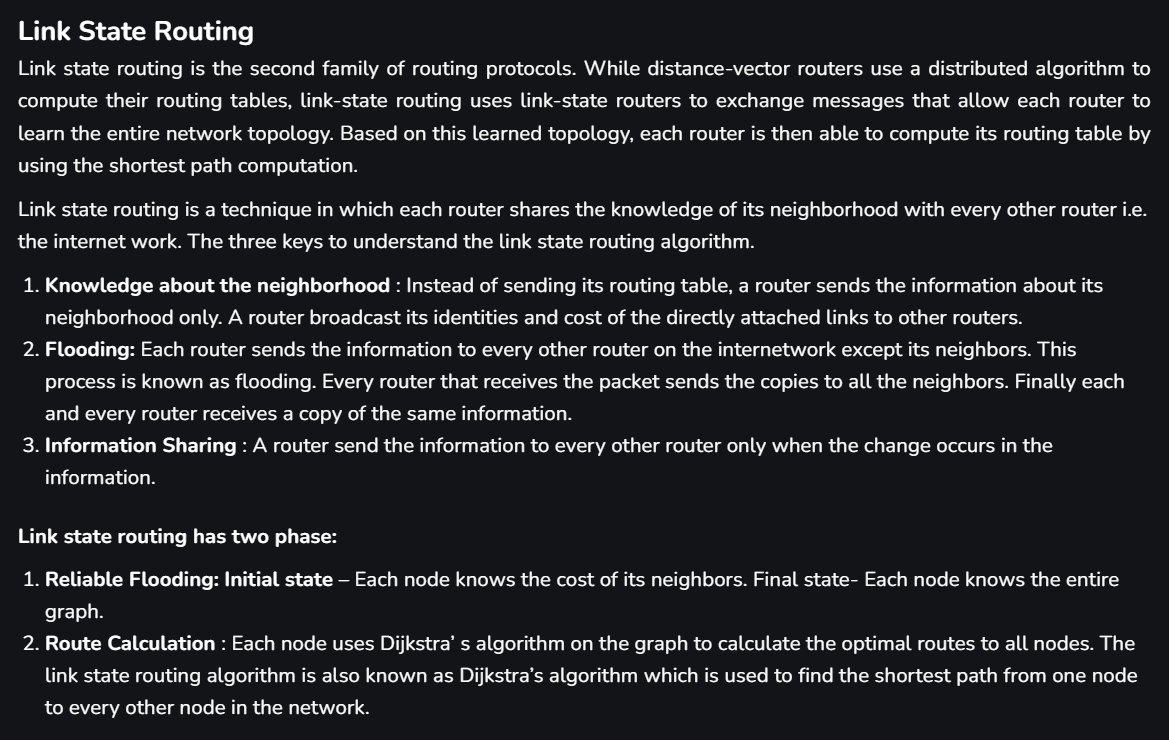 Link State Routing
Link state routing is the second family of routing protocols. While distance-vector routers use a distributed algorithm to
compute their routing tables, link-state routing uses link-state routers to exchange messages that allow each router to
learn the entire network topology. Based on this learned topology, each router is then able to compute its routing table by
using the shortest path computation.
Link state routing is a technique in which each router shares the knowledge of its neighborhood with every other router i.e.
the internet work. The three keys to understand the link state routing algorithm.
1. Knowledge about the neighborhood : Instead of sending its routing table, a router sends the information about its
neighborhood only. A router broadcast its identities and cost of the directly attached links to other routers.
2. Flooding: Each router sends the information to every other router on the internetwork except its neighbors. This
process is known as flooding. Every router that receives the packet sends the copies to all the neighbors. Finally each
and every router receives a copy of the same information.
3. Information Sharing : A router send the information to every other router only when the change occurs in the
information.
Link state routing has two phase:
1. Reliable Flooding: Initial state – Each node knows the cost of its neighbors. Final state- Each node knows the entire
graph.
2. Route Calculation : Each node uses Dijkstra’ s algorithm on the graph to calculate the optimal routes to all nodes. The
link state routing algorithm is also known as Dijkstra’s algorithm which is used to find the shortest path from one node
to every other node in the network.